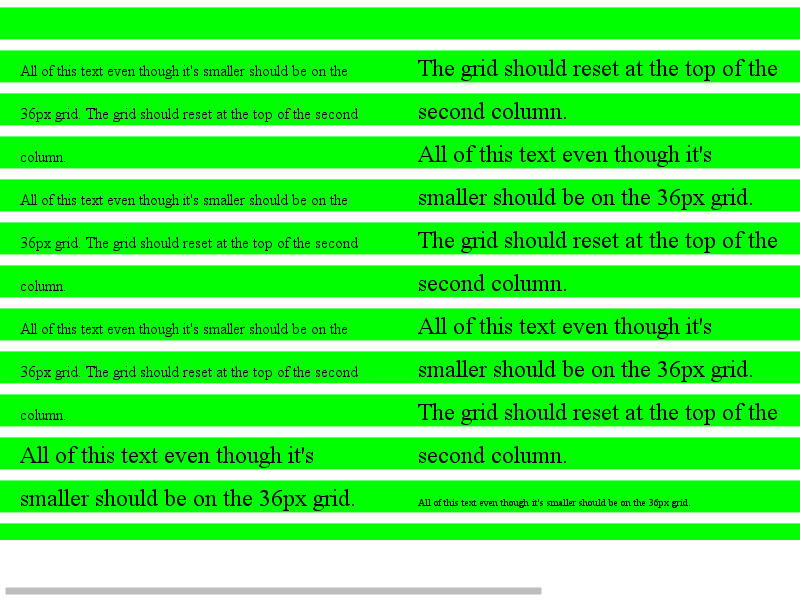 All of this text even though it's smaller should be on the
36px grid. The grid should reset at the top of the second
column.
All of this text even though it's smaller should be on the
36px grid. The grid should reset at the top of the second
column.
All of this text even though it's smaller should be on the
36px grid. The grid should reset at the top of the second
column.
All of this text even though it's
smaller should be on the 36px grid.
The grid should reset at the top of the
second column.
All of this text even though it's
smaller should be on the 36px grid.
The grid should reset at the top of the
second column.
All of this text even though it's
smaller should be on the 36px grid.
The grid should reset at the top of the
second column.
All of this text even though it's smaller should be on the 36px grid.